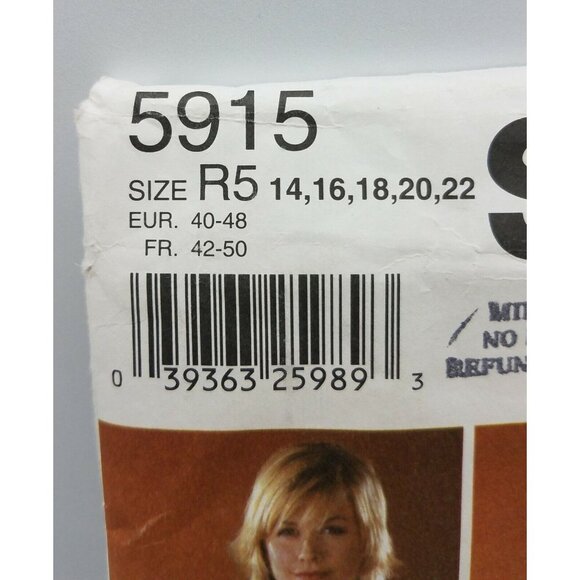 5915
SIZE R5 14,16,18,20,22
EUR. 40-48
FR. 42-50
0 39363 25989 3
NO